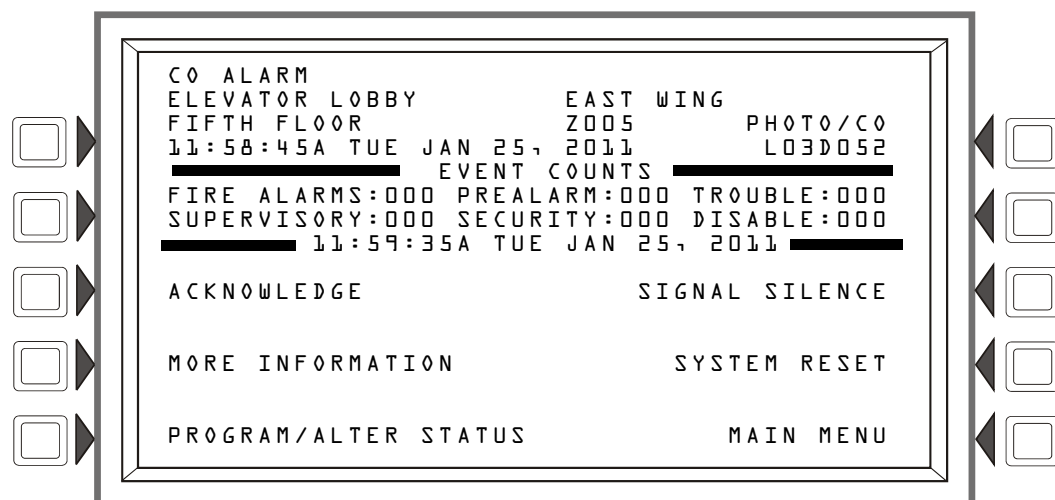 CO ALARM
ELEVATOR LOBBY EAST WING
FIFTH FLOOR Z005 PHOTO/CO
11:58:45A TUE JAN 25, 2011 L03D052
EVENT COUNTS
FIRE ALARMS:000 PREALARM:000 TROUBLE:000
SUPERVISORY:000 SECURITY:000 DISABLE:000
11:59:35A TUE JAN 25, 2011
ACKNOWLEDGE SIGNAL SILENCE
MORE INFORMATION SYSTEM RESET
PROGRAM/ALTER STATUS MAIN MENU